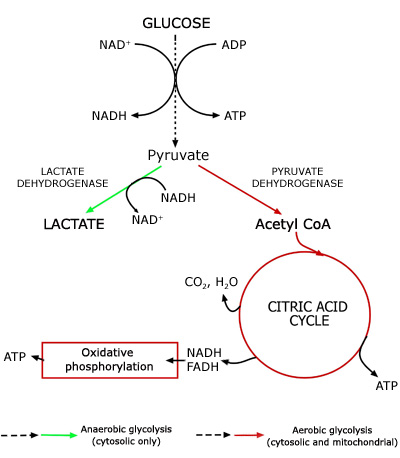 GLUCOSE
NAD⁺
ADP
NADH
ATP
Pyruvate
LACTATE
DEHYDROGENASE
PYRUVATE
DEHYDROGENASE
NADH
LACTATE
NAD⁺
Acetyl CoA
CO₂, H₂O
CITRIC ACID
CYCLE
ATP
Oxidative
phosphorylation
NADH
FADH
ATP
Anaerobic glycolysis
(cytosolic only)
Aerobic glycolysis
(cytosolic and mitochondrial)